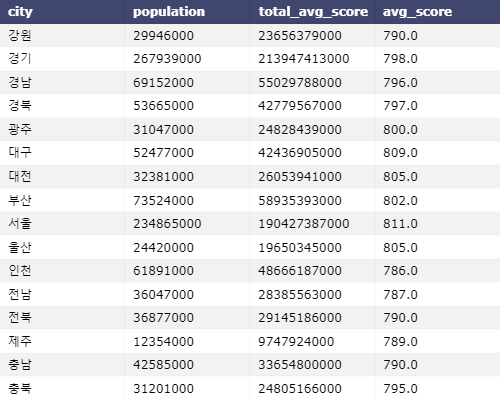 city population total_avg_score avg_score
강원 29946000 23656379000 790.0
경기 267939000 213947413000 798.0
경남 69152000 55029788000 796.0
경북 53665000 42779567000 797.0
광주 31047000 24828439000 800.0
대구 52477000 42436905000 809.0
대전 32381000 26053941000 805.0
부산 73524000 58935393000 802.0
서울 234865000 190427387000 811.0
울산 24420000 19650345000 805.0
인천 61891000 48666187000 786.0
전남 36047000 28385563000 787.0
전북 36877000 29145186000 790.0
제주 12354000 9747924000 789.0
충남 42585000 33654800000 790.0
충북 31201000 24805166000 795.0